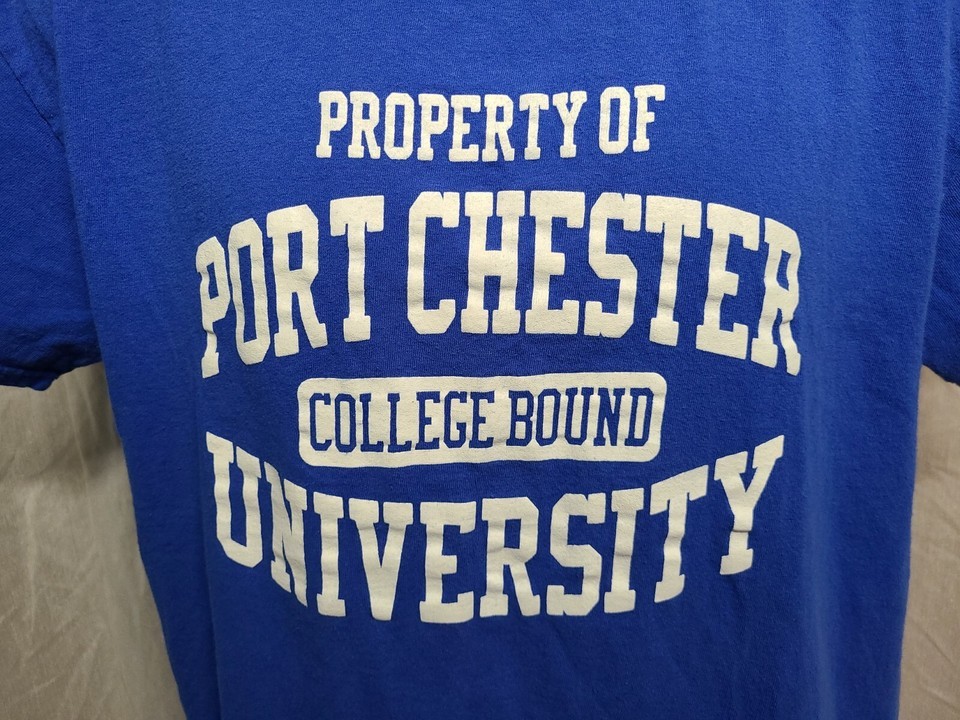 PROPERTY OF
PORT CHESTER
COLLEGE BOUND
UNIVERSITY